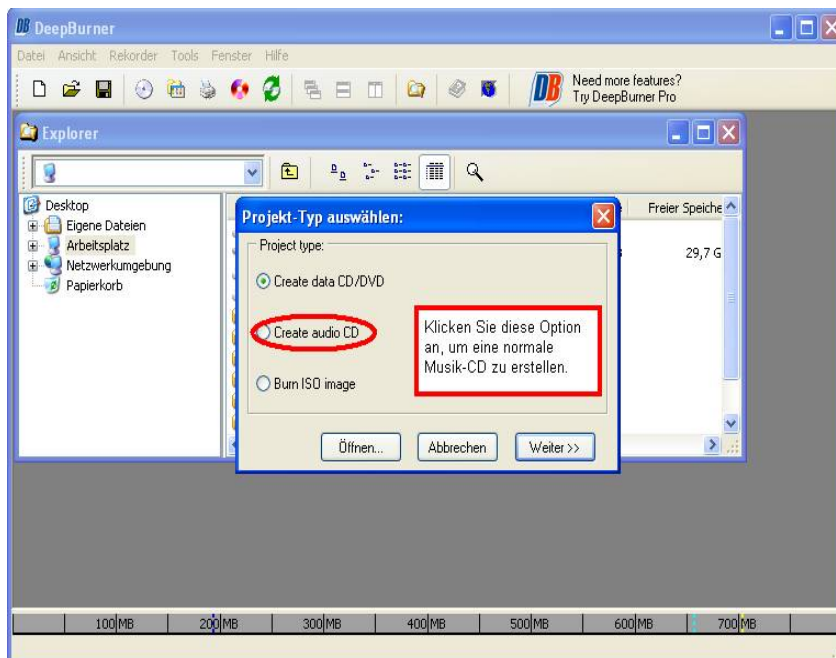 DB DeepBurner
Datei Ansicht Rekorder Tools Fenster Hilfe
DB Need more features?
Try DeepBurner Pro
Explorer
Desktop
Eigene Dateien
Arbeitsplatz
Netzwerkumgebung
Papierkorb
Freier Speiche
29,7 G
Projekt-Typ auswählen:
Project type:
Create data CD/DVD
Create audio CD
Burn ISO image
Klicken Sie diese Option
an, um eine normale
Musik-CD zu erstellen.
Öffnen... Abbrechen Weiter >>
100 MB 200 MB 300 MB 400 MB 500 MB 600 MB 700 MB